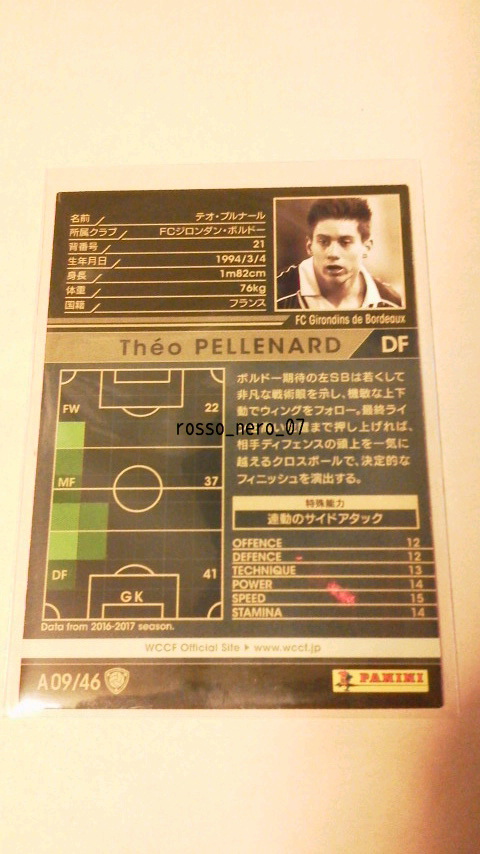 名前 テオ・プルナール
所属クラブ FCジロンダン・ボルドー
背番号 21
生年月日 1994/3/4
身長 1m82cm
体重 76kg
国籍 フランス
FC Girondins de Bordeaux
Théo PELLENARD DF
FW 22
MF 37
DF 41
GK
Data from 2016-2017 season.
ボルドー期待の左SBは若くして
非凡な戦術眼を示し、機敏な上下
動でウィングをフォロー。最終ライ
まで押し上げれば、
rosso_nero_07
相手ディフェンスの頭上を一気に
越えるクロスボールで、決定的な
フィニッシュを演出する。
特殊能力
連動のサイドアタック
OFFENCE 12
DEFENCE 12
TECHNIQUE 13
POWER 14
SPEED 15
STAMINA 14
WCCF Official Site ▶ www.wccf.jp
A09/46
PANINI